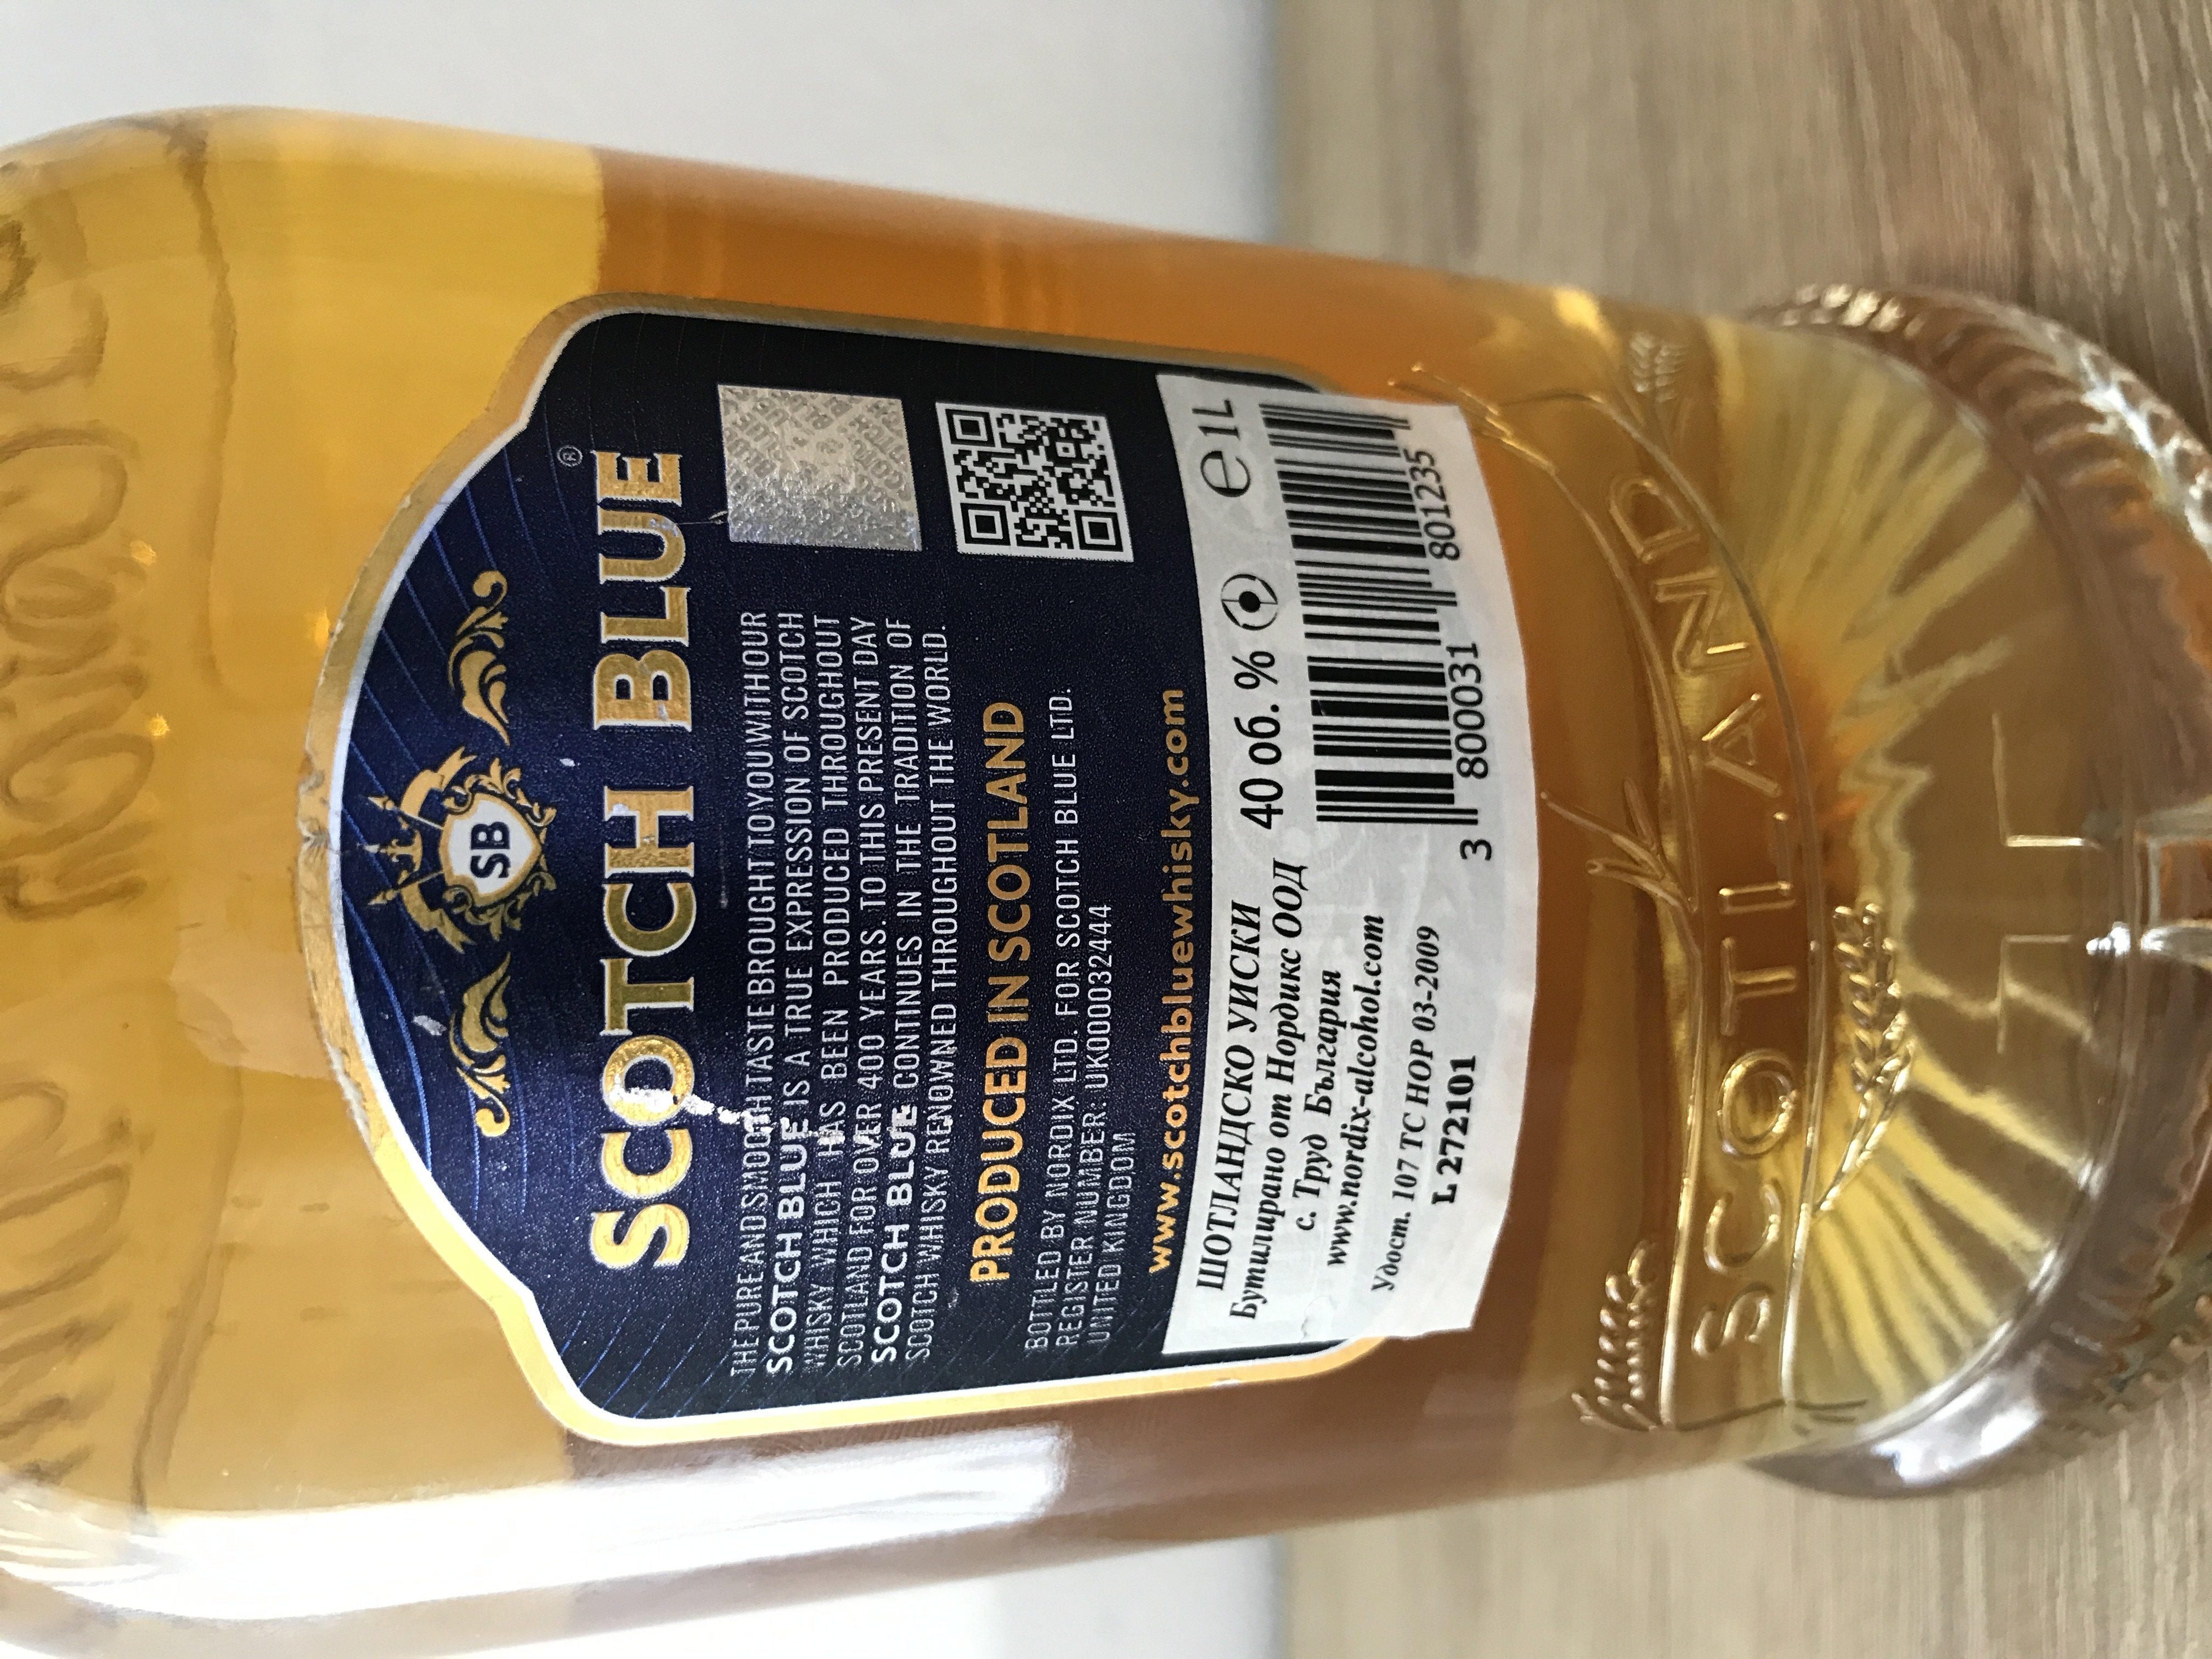 SB
SCOTCH BLUE®
THE PURE AND SMOOTH TASTE BROUGHT TO YOU WITH OUR
SCOTCH BLUE IS A TRUE EXPRESSION OF SCOTCH
WHISKY WHICH HAS BEEN PRODUCED THROUGHOUT
SCOTLAND FOR OVER 400 YEARS. TO THIS PRESENT DAY
SCOTCH BLUE CONTINUES IN THE TRADITION OF
SCOTCH WHISKY RENOWNED THROUGHOUT THE WORLD.
PRODUCED IN SCOTLAND
BOTTLED BY NORDIX LTD. FOR SCOTCH BLUE LTD.
REGISTER NUMBER: UK00003Z444
UNITED KINGDOM
www.scotchbluewhisky.com
ШОТЛАНДСКО УИСКИ
Бутилирано от Нордикс ООД
с. Труд България
www.nordix-alcohol.com
Удост. 107 ТС НОР 03-2009
L 272101
40 об. % e 1L
3 800031 801235
SCOTLAND